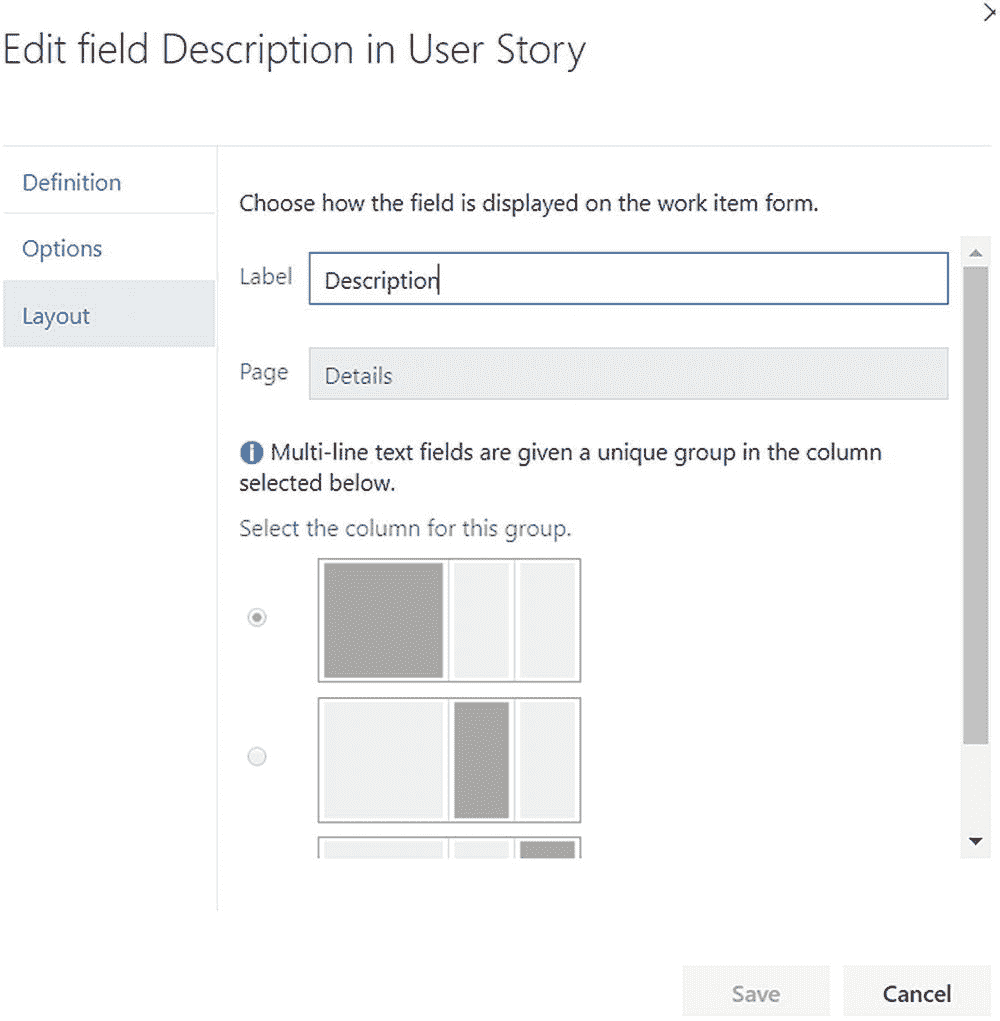 Edit field Description in User Story
Definition
Options
Layout
Choose how the field is displayed on the work item form.
Label
Description
Page
Details
Multi-line text fields are given a unique group in the column
selected below.
Select the column for this group.
Save
Cancel